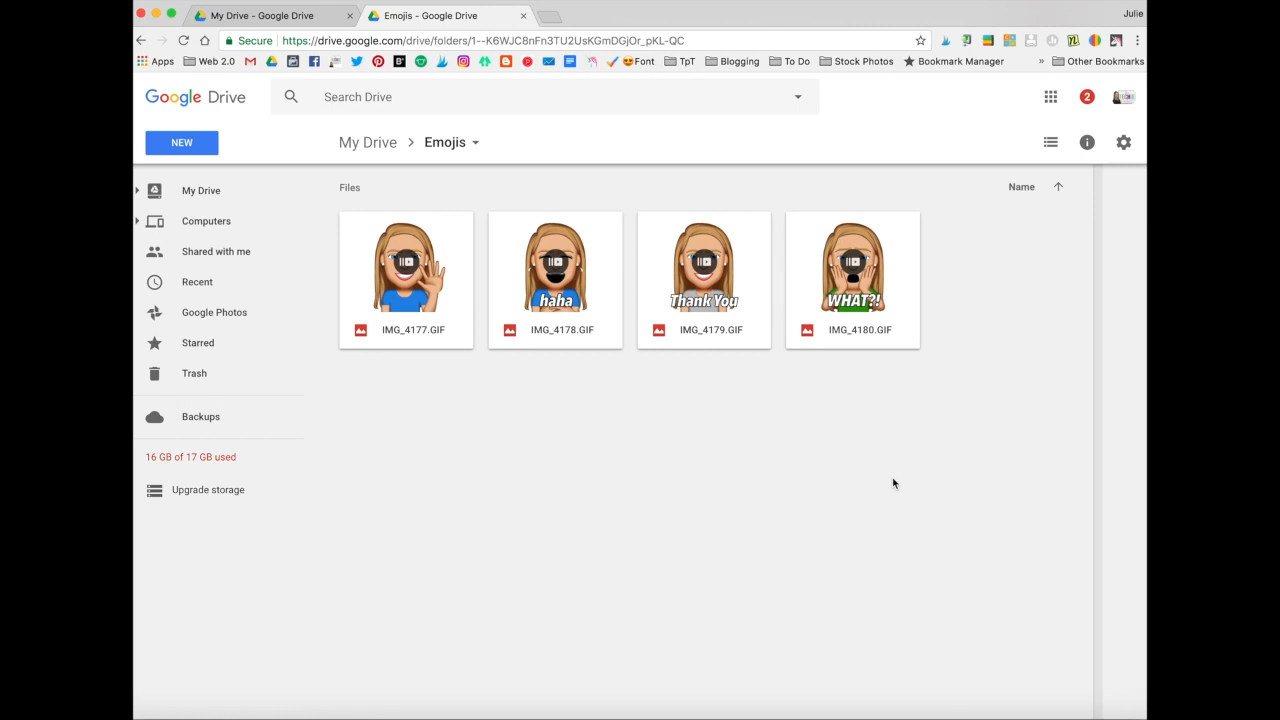 My Drive - Google Drive
Emojis - Google Drive
Julie
Secure
https://drive.google.com/drive/folders/1--K6WJC8nFn3TU2UsKGmDGjOr_pKL-QC
Apps
Web 2.0
Font
TpT
Blogging
To Do
Stock Photos
Bookmark Manager
»
Other Bookmarks
Google Drive
Search Drive
2
NEW
My Drive
Emojis
My Drive
Computers
Shared with me
Recent
Google Photos
Starred
Trash
Backups
16 GB of 17 GB used
Upgrade storage
Files
Name
haha
Thank You
WHAT?!
IMG_4177.GIF
IMG_4178.GIF
IMG_4179.GIF
IMG_4180.GIF